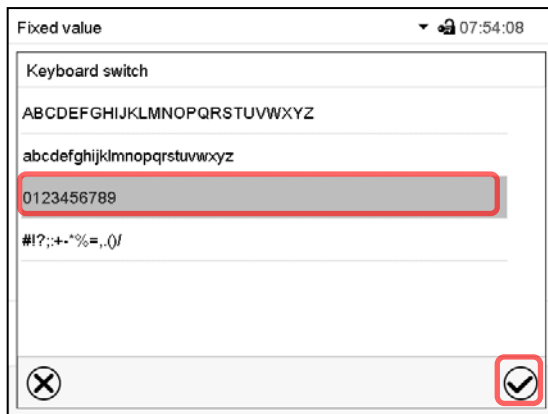 Fixed value 07:54:08
Keyboard switch
ABCDEFGHIJKLMNOPQRSTUVWXYZ
abcdefghijklmnopqrstuvwxyz
0123456789
#!?;:+-*%=,.()/